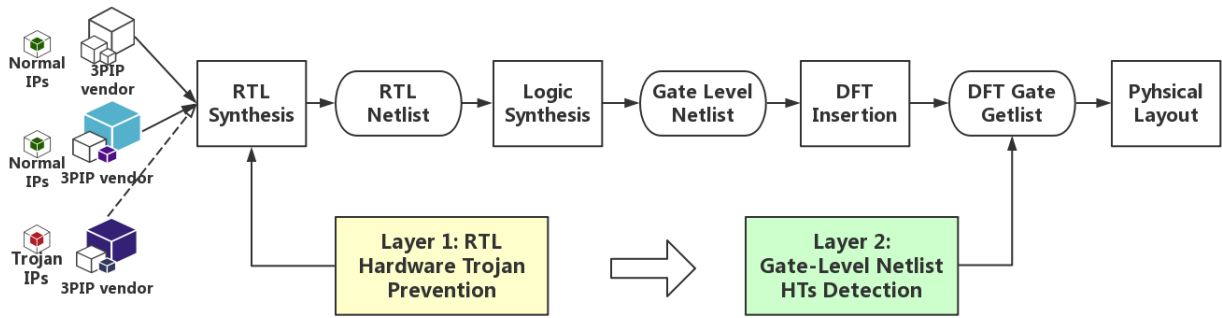 Normal
IPs
3PIP
vendor
Normal
IPs
3PIP vendor
Trojan
IPs
3PIP vendor
RTL
Synthesis
RTL
Netlist
Logic
Synthesis
Gate Level
Netlist
DFT
Insertion
DFT Gate
Getlist
Pyhsical
Layout
Layer 1: RTL
Hardware Trojan
Prevention
Layer 2:
Gate-Level Netlist
HTs Detection